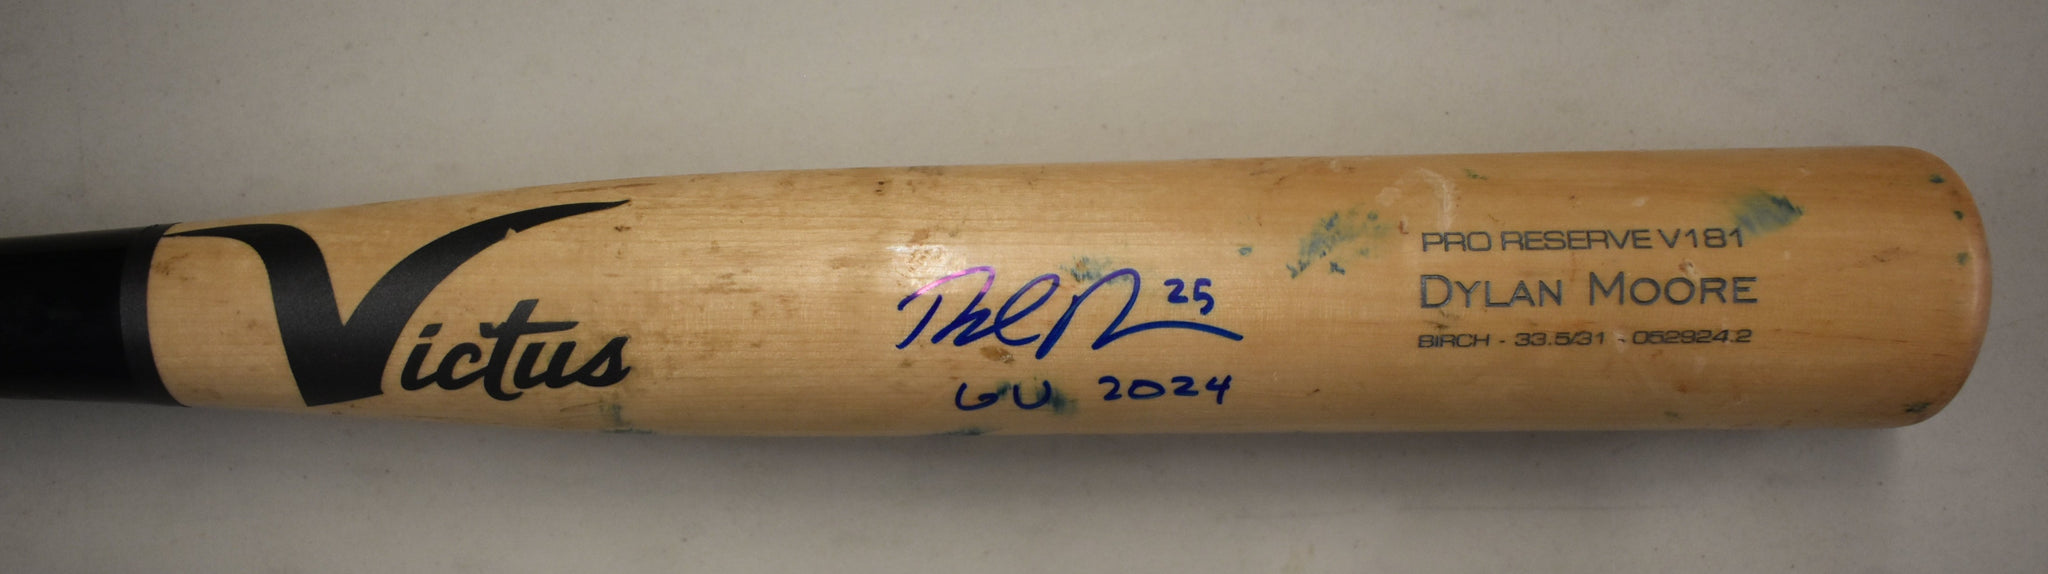 Victus
25
GU 2024
PRO RESERVE V181
DYLAN MOORE
BIRCH - 33.5/31 - 052924.2